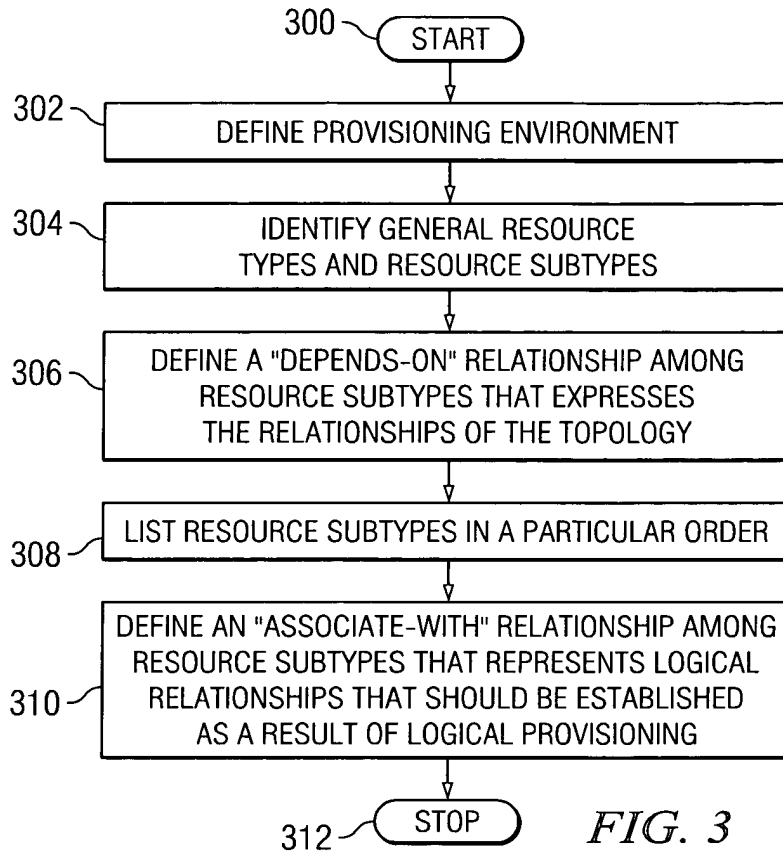 300
START
302
DEFINE PROVISIONING ENVIRONMENT
304
IDENTIFY GENERAL RESOURCE
TYPES AND RESOURCE SUBTYPES
306
DEFINE A "DEPENDS-ON" RELATIONSHIP AMONG
RESOURCE SUBTYPES THAT EXPRESSES
THE RELATIONSHIPS OF THE TOPOLOGY
308
LIST RESOURCE SUBTYPES IN A PARTICULAR ORDER
310
DEFINE AN "ASSOCIATE-WITH" RELATIONSHIP AMONG
RESOURCE SUBTYPES THAT REPRESENTS LOGICAL
RELATIONSHIPS THAT SHOULD BE ESTABLISHED
AS A RESULT OF LOGICAL PROVISIONING
312
STOP
FIG. 3